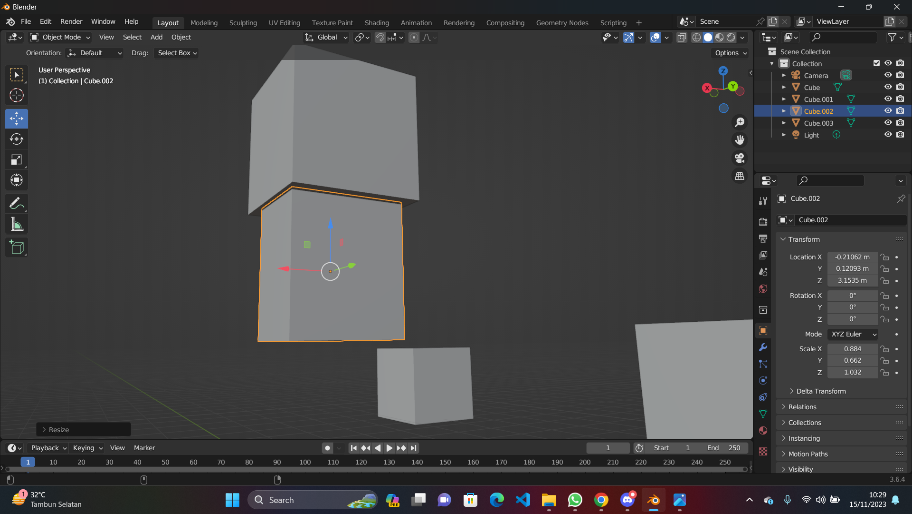 Blender
File Edit Render Window Help
Layout Modeling Sculpting UV Editing Texture Paint Shading Animation Rendering Compositing Geometry Nodes Scripting +
Scene
ViewLayer
Object Mode View Select Add Object
Global
Orientation: Default Drag: Select Box
Options
User Perspective
(1) Collection | Cube.002
Z
Y
X
Scene Collection
Collection
Camera
Cube
Cube.001
Cube.002
Cube.003
Light
Cube.002
Cube.002
Transform
Location X -0.21062 m
Y 0.12093 m
Z 3.1535 m
Rotation X 0°
Y 0°
Z 0°
Mode XYZ Euler
Scale X 0.884
Y 0.662
Z 1.032
Delta Transform
Relations
Collections
Instancing
Motion Paths
Visibility
Resize
Playback Keying View Marker
1 Start 1 End 250
1 10 20 30 40 50 60 70 80 90 100 110 120 130 140 150 160 170 180 190 200 210 220 230 240 250
3.6.4
1
32°C
Tambun Selatan
Search
10:29
15/11/2023